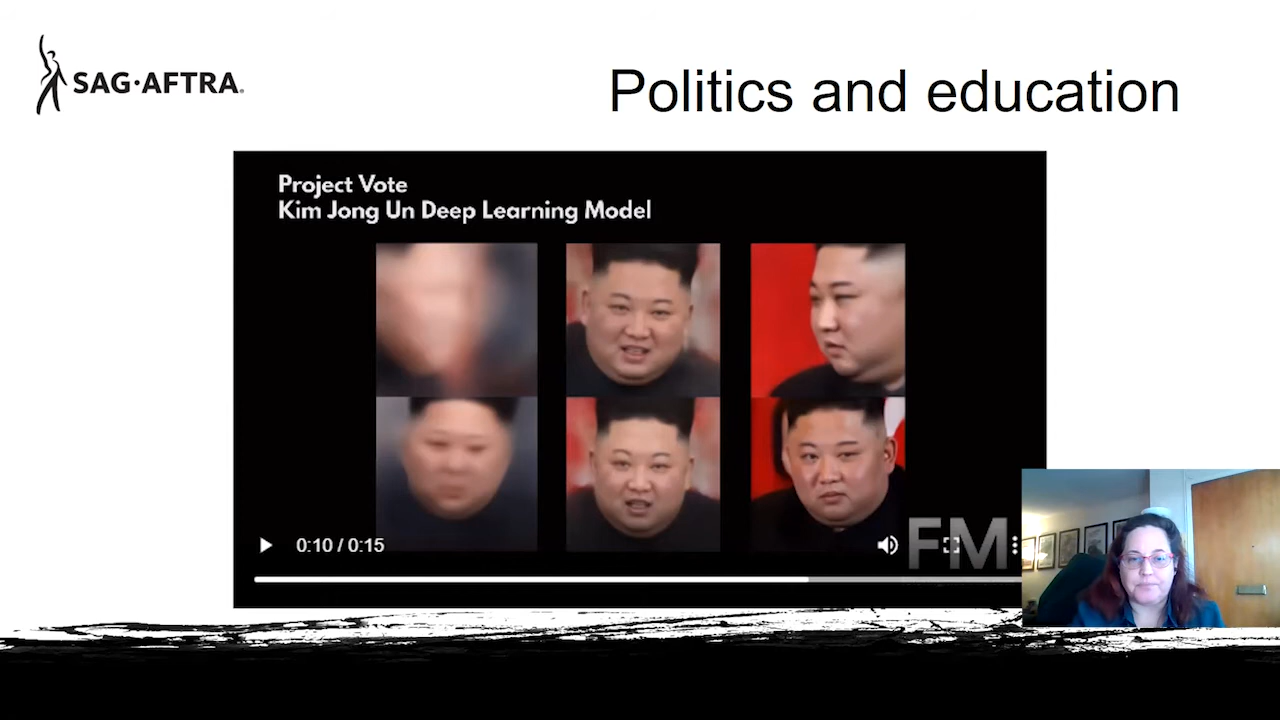 SAG·AFTRA®
Politics and education
Project Vote
Kim Jong Un Deep Learning Model
0:10 / 0:15
FM